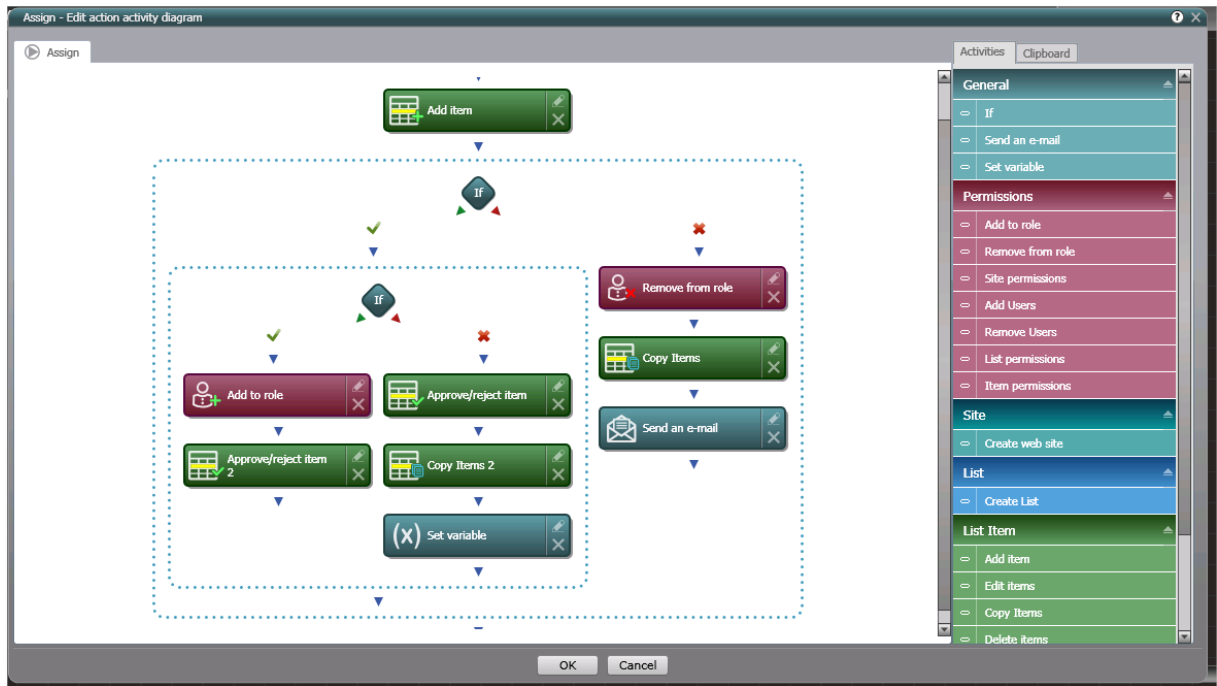 Assign - Edit action activity diagram
?
Assign
Add item
If
If
Add to role
Approve/reject item
2
Approve/reject item
Copy Items 2
(x) Set variable
Remove from role
Copy Items
Send an e-mail
Activities
Clipboard
General
If
Send an e-mail
Set variable
Permissions
Add to role
Remove from role
Site permissions
Add Users
Remove Users
List permissions
Item permissions
Site
Create web site
List
Create List
List Item
Add item
Edit items
Copy Items
Delete items
OK
Cancel